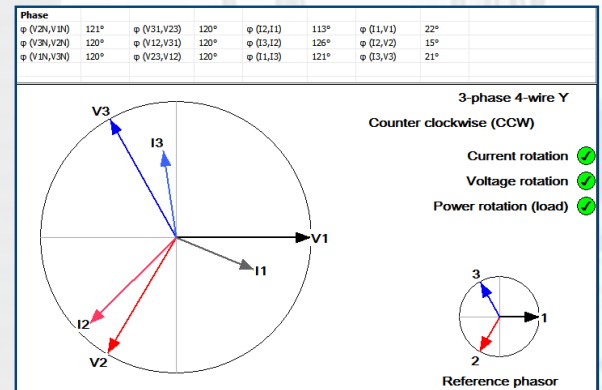 Phase
φ (V2N,V1N) 121° φ (V31,V23) 120° φ (I2,I1) 113° φ (I1,V1) 22°
φ (V3N,V2N) 120° φ (V12,V31) 120° φ (I3,I2) 126° φ (I2,V2) 15°
φ (V1N,V3N) 120° φ (V23,V12) 120° φ (I1,I3) 121° φ (I3,V3) 21°
3-phase 4-wire Y
Counter clockwise (CCW)
Current rotation
Voltage rotation
Power rotation (load)
V3
I3
V1
I1
I2
V2
3
1
2
Reference phasor